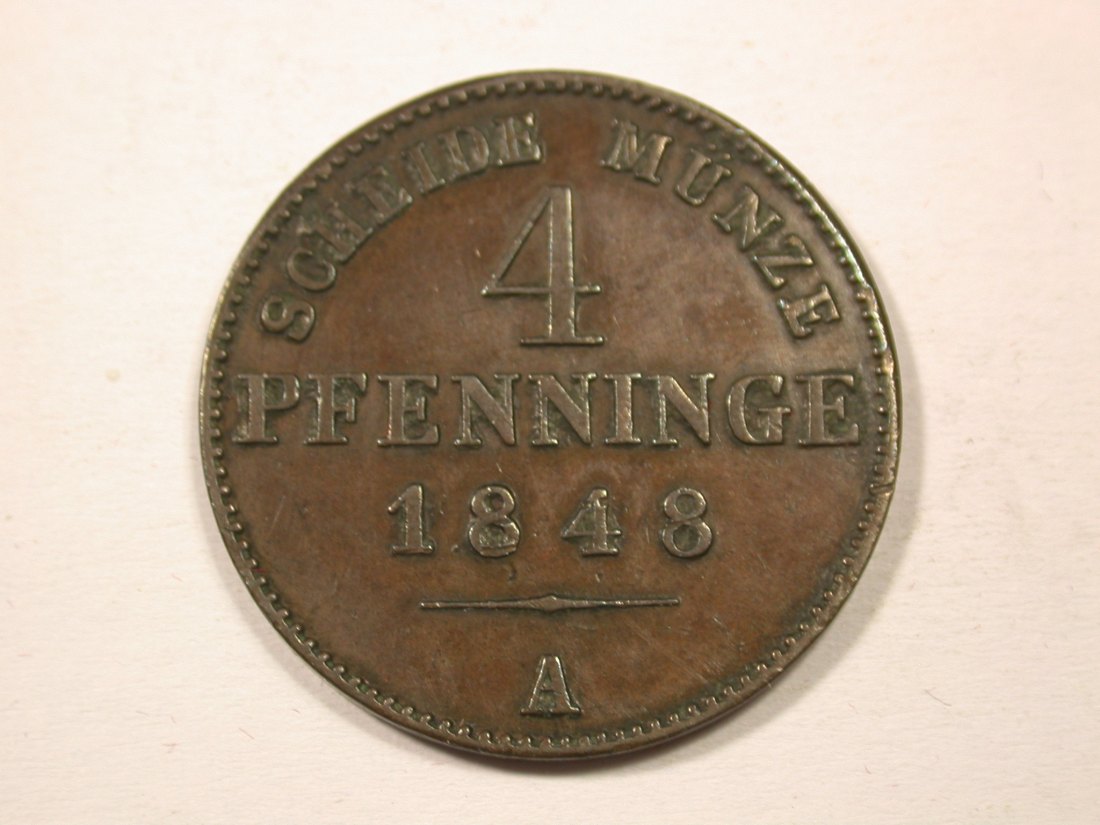 SCHEIDE MÜNZE
4
PFENNINGE
1848
A